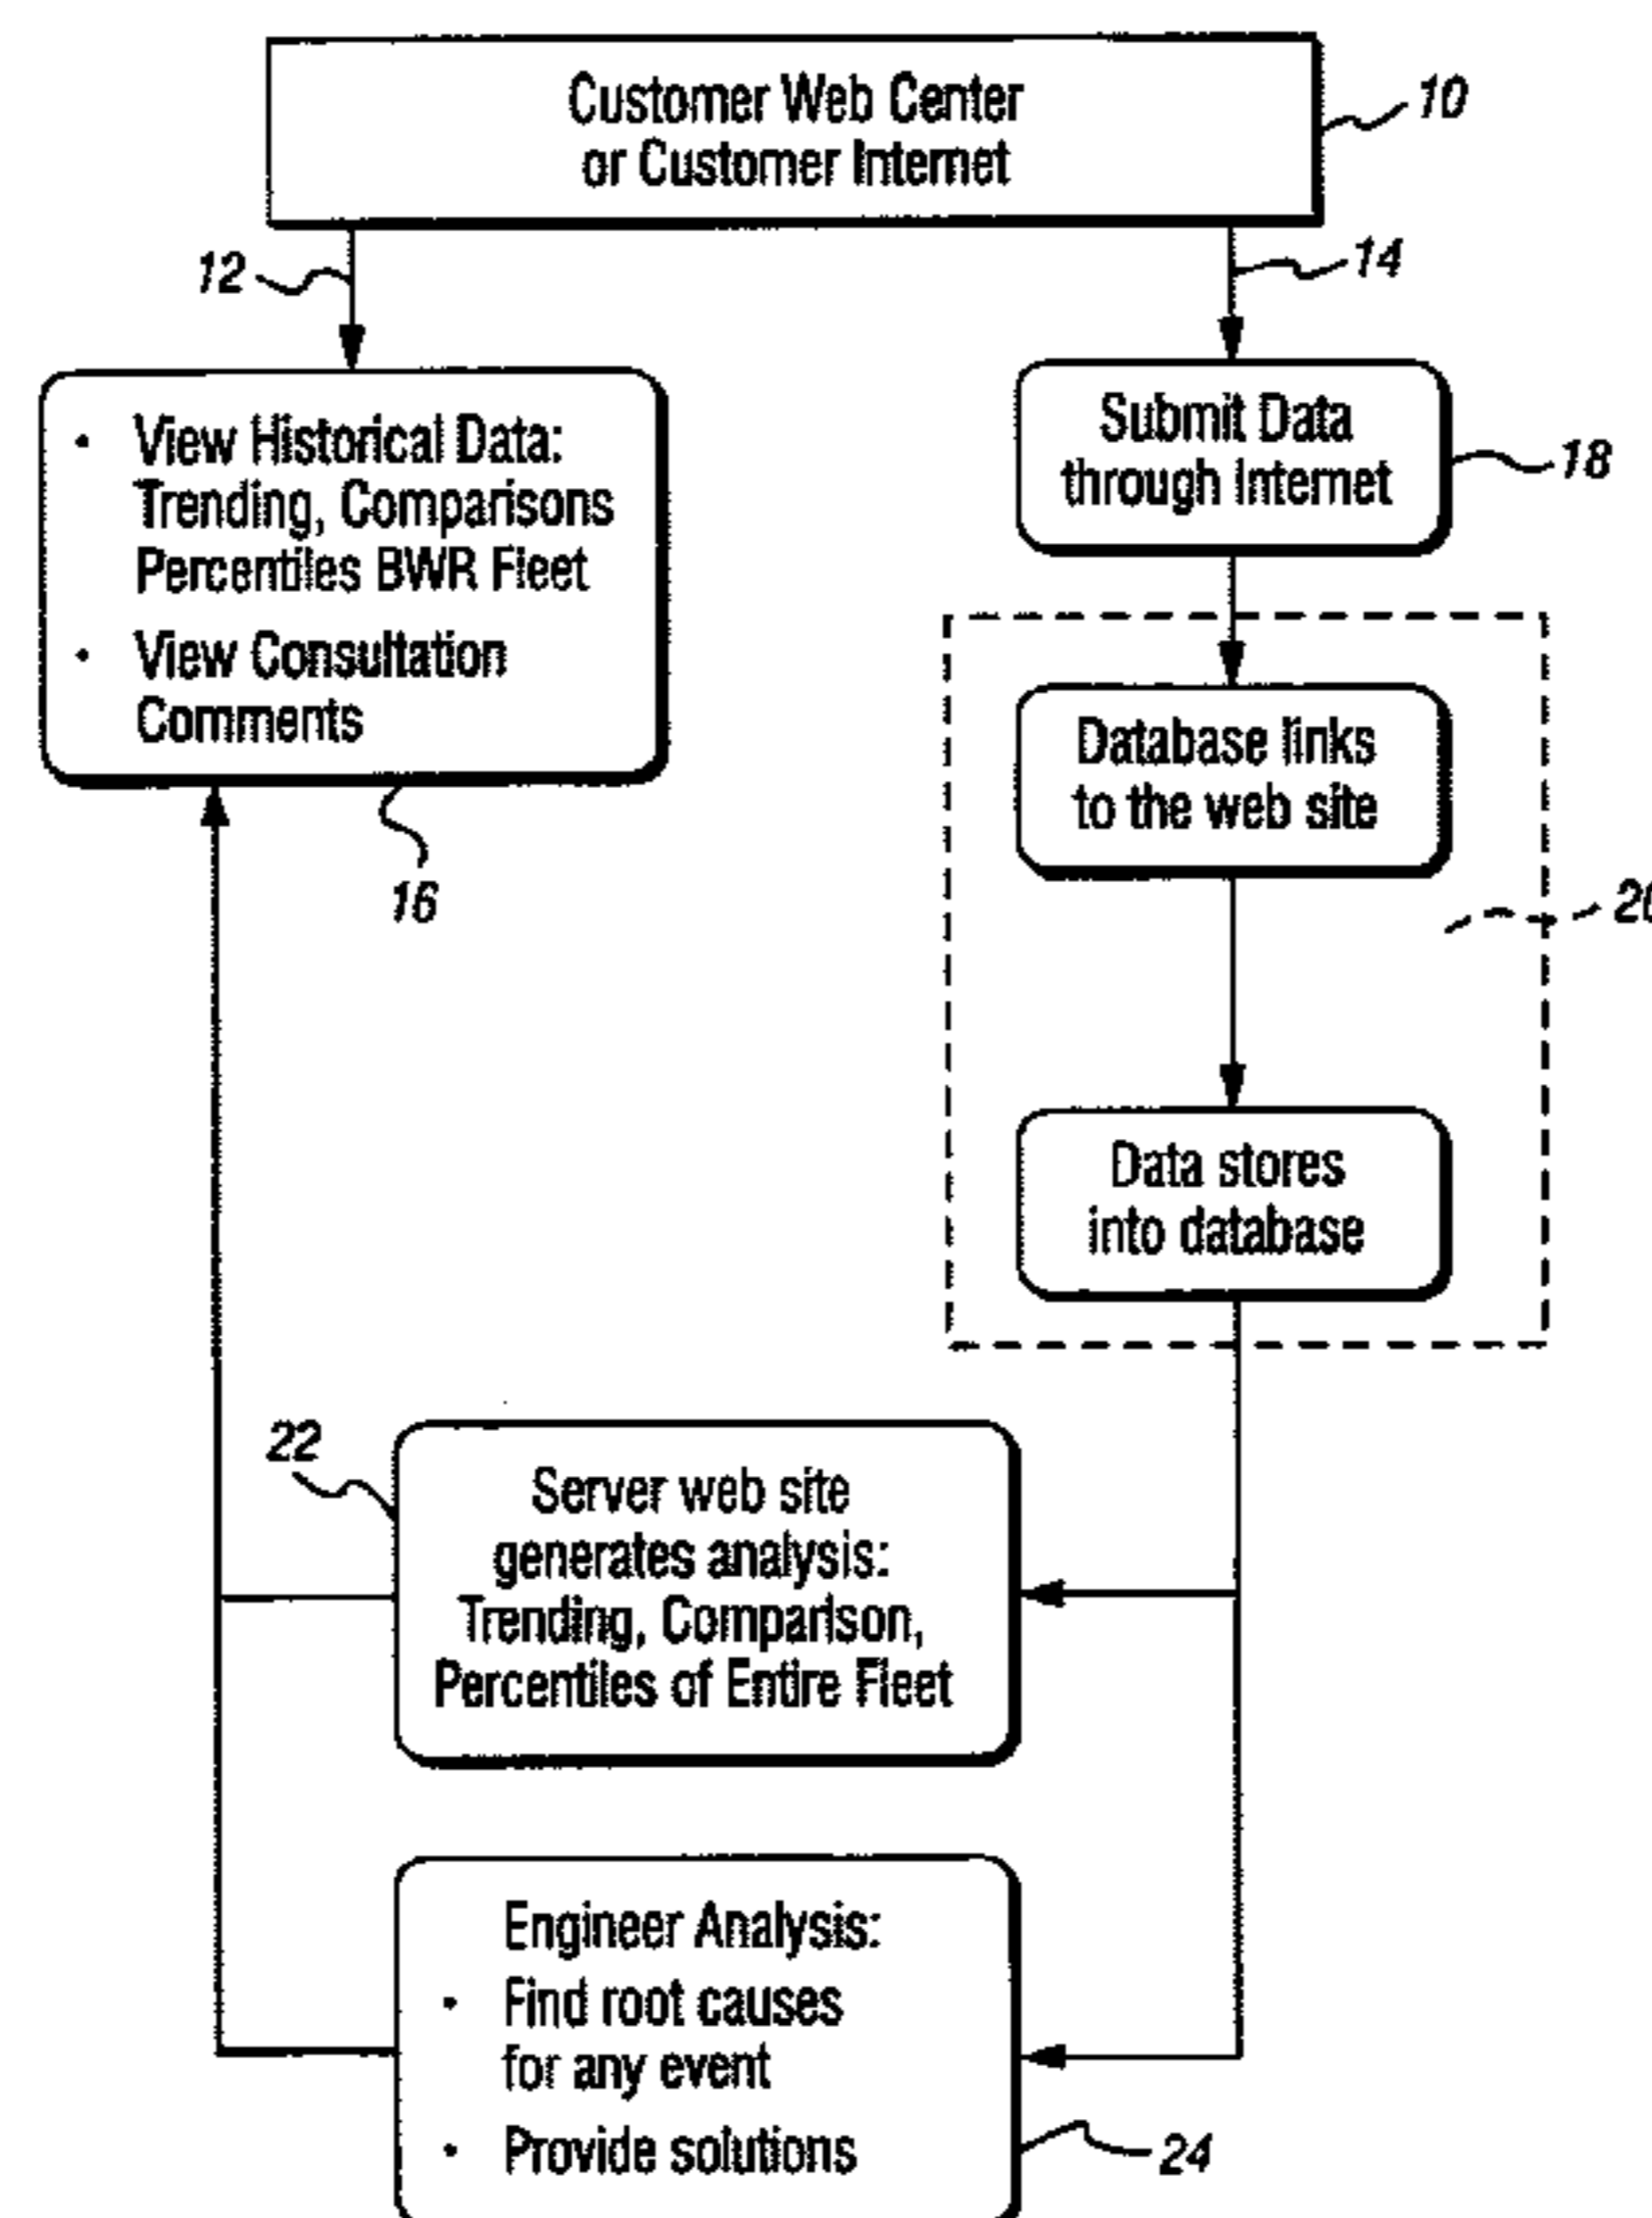 Customer Web Center
or Customer Internet
10
12
14
• View Historical Data:
Trending, Comparisons
Percentiles BWR Fleet
• View Consultation
Comments
16
Submit Data
through Internet
18
Database links
to the web site
20
Data stores
into database
22
Server web site
generates analysis:
Trending, Comparison,
Percentiles of Entire Fleet
Engineer Analysis:
• Find root causes
for any event
• Provide solutions
24